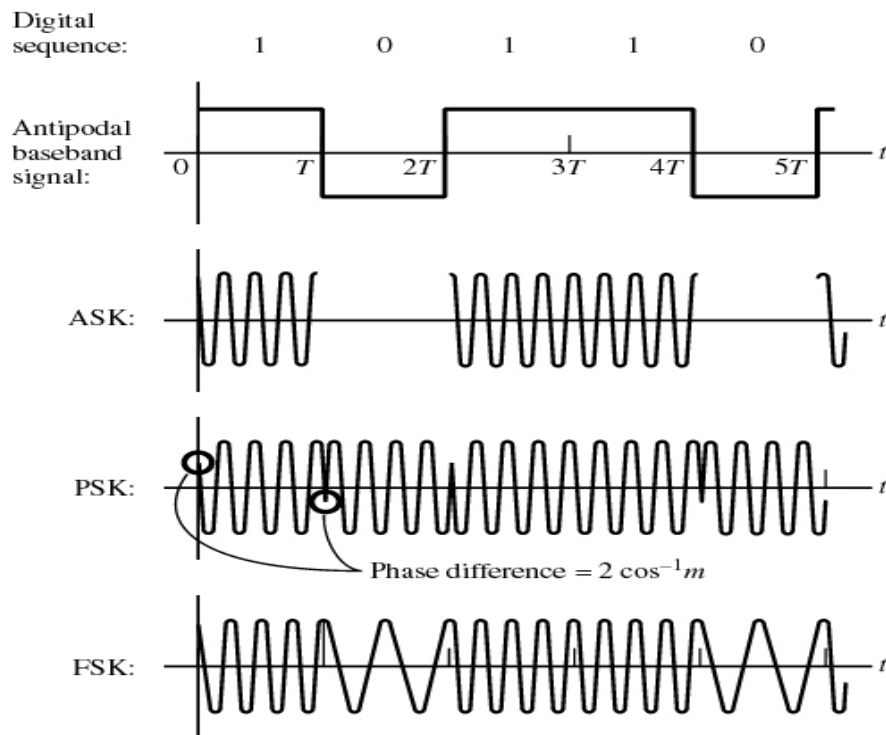 Digital
sequence: 1 0 1 1 0
Antipodal
baseband
signal:
0 T 2T 3T 4T 5T t
ASK: t
PSK: t
Phase difference = 2 cos⁻¹m
FSK: t